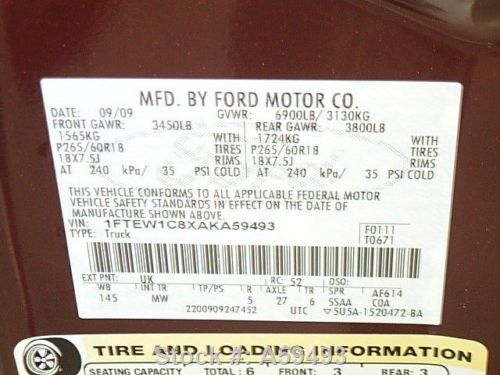 MFD. BY FORD MOTOR CO.
DATE: 09/09 GVWR: 6900LB/ 3130KG
FRONT GAWR: 3450LB REAR GAWR: 3800LB
1565KG WITH 1724KG WITH
P265/60R18 TIRES P265/60R18 TIRES
18X7.5J RIMS 18X7.5J RIMS
AT 240 kPa/ 35 PSI COLD AT 240 kPa/ 35 PSI COLD
THIS VEHICLE CONFORMS TO ALL APPLICABLE FEDERAL MOTOR
VEHICLE SAFETY STANDARDS IN EFFECT ON THE DATE OF
MANUFACTURE SHOWN ABOVE.
VIN: 1FTEW1C8XAKA59493 F0111
TYPE: Truck T0671
EXT PNT: UK RC: 52 DSO:
WB INT TR TP/PS R AXLE TR SPR AF614
145 MW 5 27 6 SSAA C0A
2200909247452 UTC ▽5U5A-1520472-BA
TIRE AND LOADING INFORMATION
Stock #: A59493
SEATING CAPACITY TOTAL: 6 FRONT: 3 REAR: 3